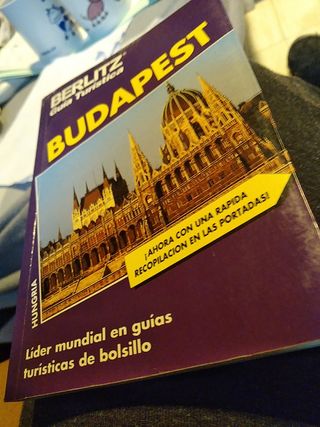 BERLITZ
Guía Turística
BUDAPEST
¡AHORA CON UNA RAPIDA
RECOPILACION EN LAS PORTADAS!
HUNGRIA
Líder mundial en guías
turísticas de bolsillo